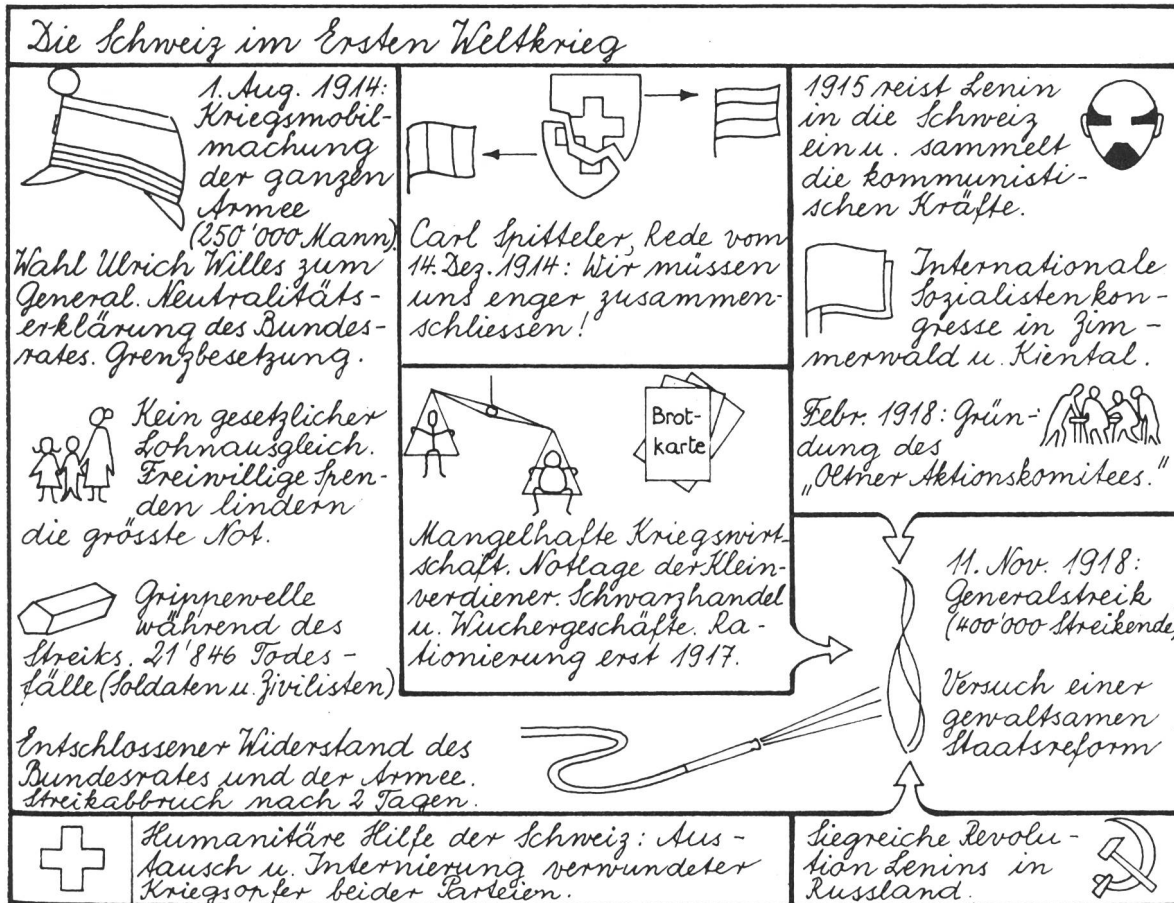 Die Schweiz im Ersten Weltkrieg
1. Aug. 1914:
Kriegsmobil-
machung
der ganzen
Armee
(250'000 Mann).
Wahl Ulrich Willes zum
General. Neutralitäts-
erklärung des Bundes-
rates. Grenzbesetzung.
Kein gesetzlicher
Lohnausgleich.
Freiwillige Spen-
den lindern
die grösste Not.
Grippewelle
während des
Streiks. 21'846 Todes-
fälle (Soldaten u. Zivilisten)
Entschlossener Widerstand des
Bundesrates und der Armee.
Streikabbruch nach 2 Tagen.
Carl Spitteler, Rede vom
14. Dez. 1914: Wir müssen
uns enger zusammen-
schliessen!
Brot-
karte
Mangelhafte Kriegswirt-
schaft. Notlage der Klein-
verdiener. Schwarzhandel
u. Wuchergeschäfte. Ra-
tionierung erst 1917.
1915 reist Lenin
in die Schweiz
ein u. sammelt
die kommunisti-
schen Kräfte.
Internationale
Sozialistenkon-
gresse in Zim-
merwald u. Kiental.
Febr. 1918: Grün-
dung des
„Oltner Aktionskomitees."
11. Nov. 1918:
Generalstreik
(400'000 Streikende)
Versuch einer
gewaltsamen
Staatsreform
Humanitäre Hilfe der Schweiz: Aus-
tausch u. Internierung verwundeter
Kriegsopfer beider Parteien.
Siegreiche Revolu-
tion Lenins in
Russland.